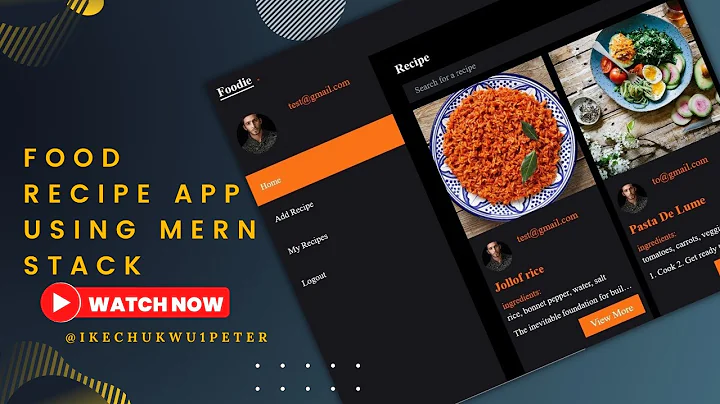 FOOD
RECIPE APP
USING MERN
STACK
WATCH NOW
@IKECHUKWU1PETER
Foodie
test@gmail.com
Home
Add Recipe
My Recipes
Logout
Recipe
Search for a recipe
test@gmail.com
Jollof rice
ingredients:
rice, bonnet pepper, water, salt
The inevitable foundation for buil...
View More
to@gmail.com
Pasta De Lume
ingredients:
tomatoes, carrots, veggi
1. Cook 2. Get ready